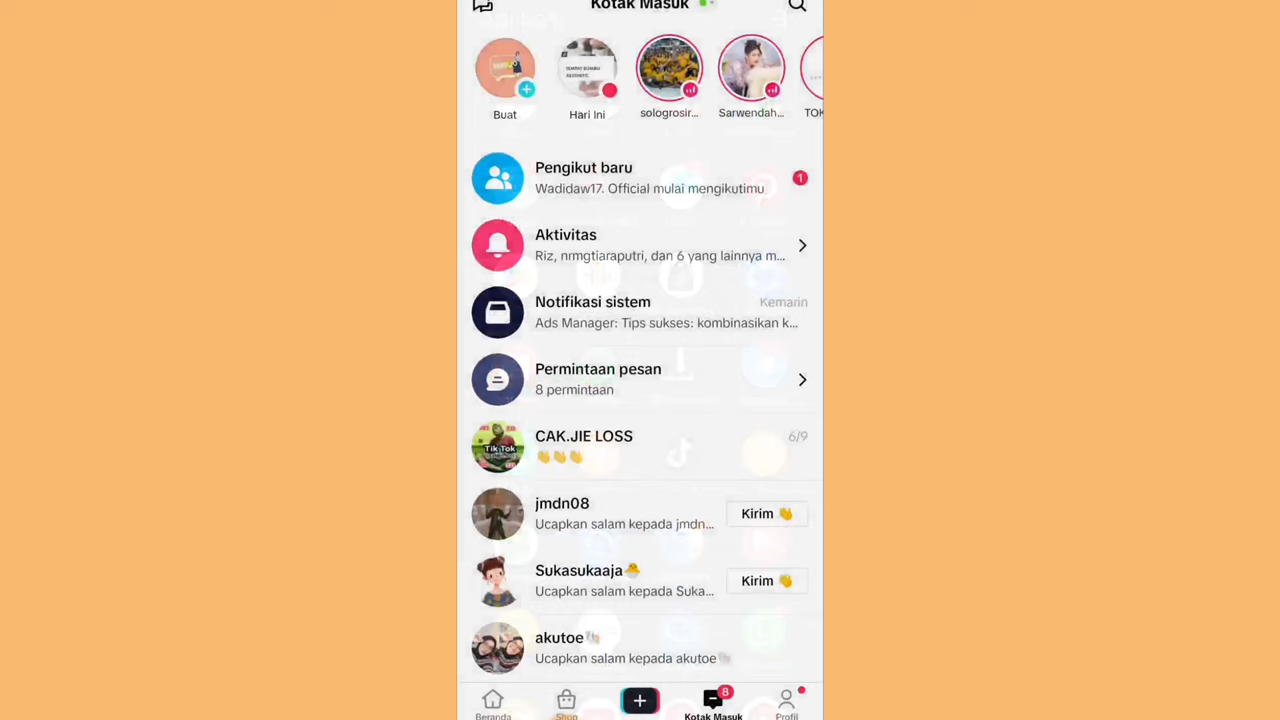 Kotak Masuk
Buat
Hari Ini
sologrosir...
Sarwendah...
TOK
Pengikut baru
Wadidaw17. Official mulai mengikutimu
1
Aktivitas
Riz, nrmgtiaraputri, dan 6 yang lainnya m...
Notifikasi sistem
Kemarin
Ads Manager: Tips sukses: kombinasikan k...
Permintaan pesan
8 permintaan
CAK.JIE LOSS
6/9
👏👏👏
Tik Tok
jmdn08
Ucapkan salam kepada jmdn...
Kirim 👋
Sukasukaaja🐣
Ucapkan salam kepada Suka...
Kirim 👋
akutoe🐚
Ucapkan salam kepada akutoe🐚
8
Beranda
Shop
Kotak Masuk
Profil